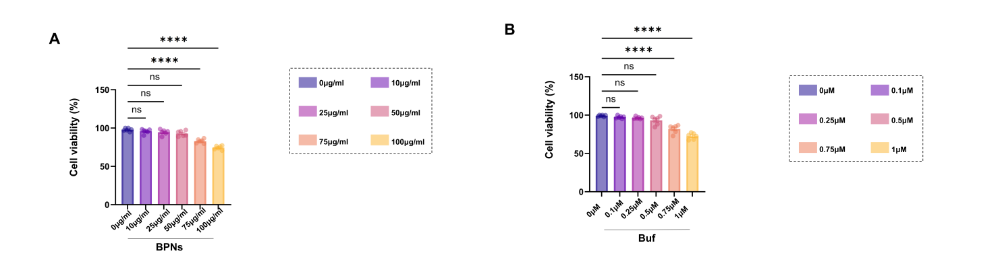 A
****
****
ns
ns
ns
150
100
50
0
Cell viability (%)
0µg/ml
10µg/ml
25µg/ml
50µg/ml
75µg/ml
100µg/ml
BPNs
0µg/ml
10µg/ml
25µg/ml
50µg/ml
75µg/ml
100µg/ml
B
****
****
ns
ns
ns
150
100
50
0
Cell viability (%)
0µM
0.1µM
0.25µM
0.5µM
0.75µM
1µM
Buf
0µM
0.1µM
0.25µM
0.5µM
0.75µM
1µM